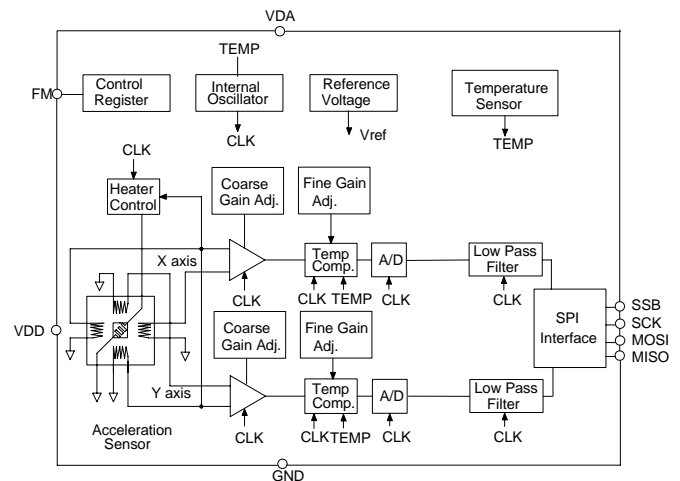 VDA
TEMP
FM
Control
Register
Internal
Oscillator
Reference
Voltage
Temperature
Sensor
CLK
Vref
TEMP
CLK
Heater
Control
Coarse
Gain Adj.
Fine Gain
Adj.
X axis
Temp
Comp.
A/D
Low Pass
Filter
CLK
CLK
TEMP
CLK
CLK
VDD
Coarse
Gain Adj.
Fine Gain
Adj.
SPI
Interface
SSB
SCK
MOSI
MISO
Y axis
Temp
Comp.
A/D
Low Pass
Filter
Acceleration
Sensor
CLK
CLK
TEMP
CLK
CLK
GND